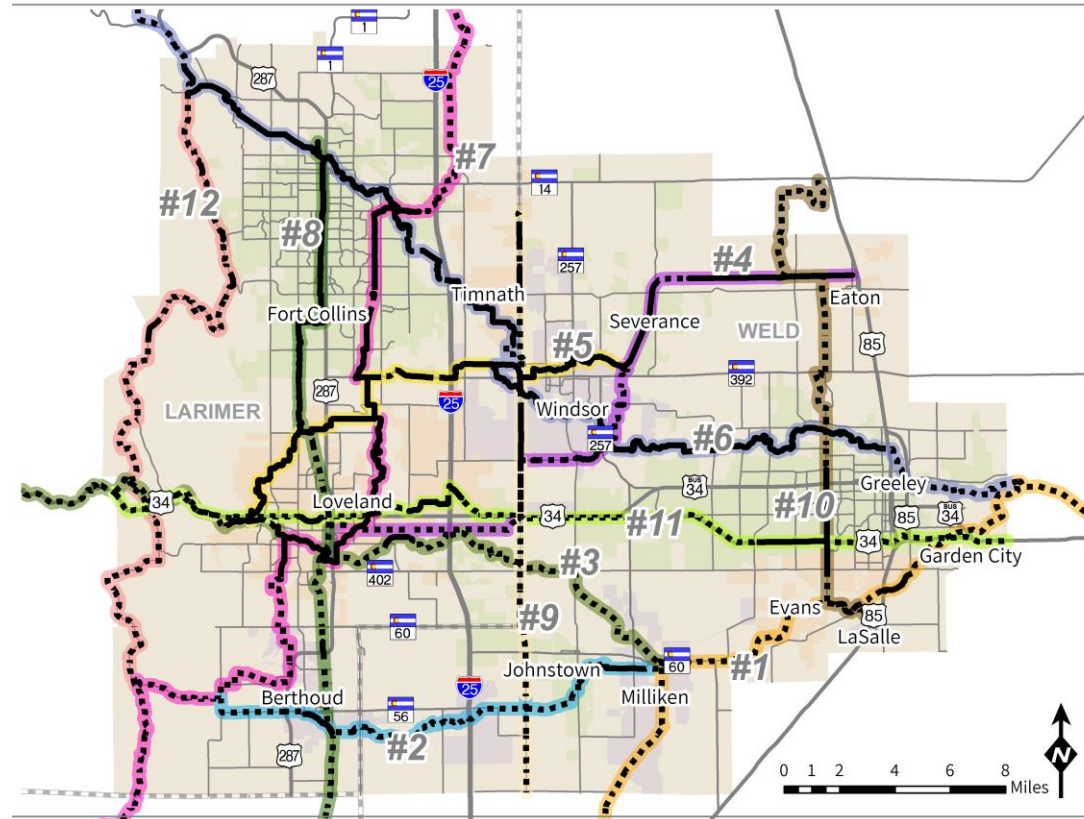 1
1
287
25
#7
14
#12
#8
257
#4
Timnath
Eaton
Fort Collins
Severance
WELD
#5
85
287
392
LARIMER
25
Windsor
257
#6
Loveland
34
BUS
34
Greeley
#10
34
#11
85
BUS
34
34
Garden City
402
#3
Evans
85
60
#9
LaSalle
Johnstown
60
#1
25
Berthoud
Milliken
56
#2
287
N
0 1 2 4 6 8
Miles